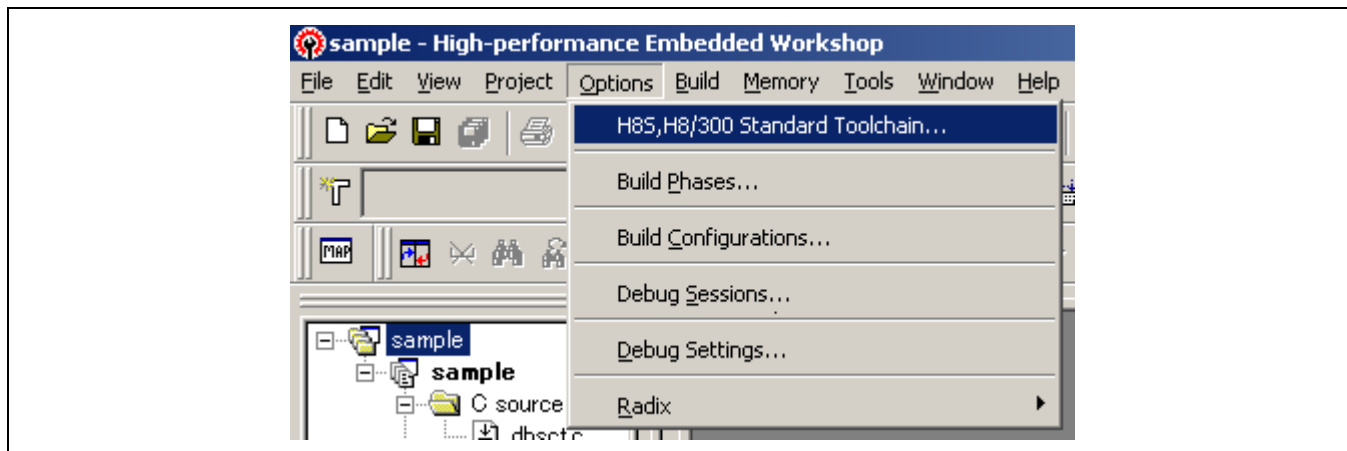 sample - High-performance Embedded Workshop
File Edit View Project Options Build Memory Tools Window Help
H8S,H8/300 Standard Toolchain...
Build Phases...
Build Configurations...
MAP
Debug Sessions...
Debug Settings...
Radix
sample
sample
C source
dbsct.c